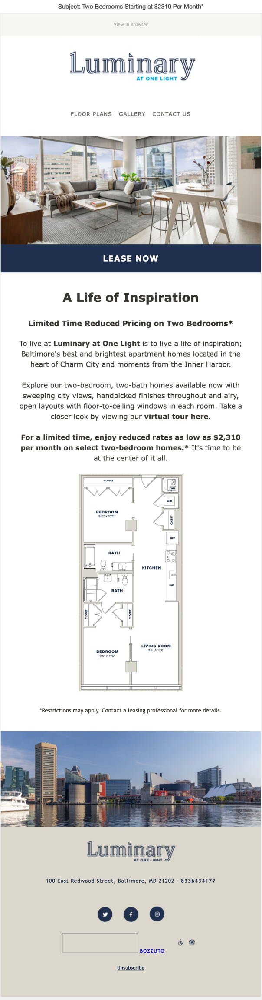 Subject: Two Bedrooms Starting at $2310 Per Month*
View in Browser
Luminary
AT ONE LIGHT
FLOOR PLANS GALLERY CONTACT US
LEASE NOW
A Life of Inspiration
Limited Time Reduced Pricing on Two Bedrooms*
To live at Luminary at One Light is to live a life of inspiration;
Baltimore's best and brightest apartment homes located in the
heart of Charm City and moments from the Inner Harbor.
Explore our two-bedroom, two-bath homes available now with
sweeping city views, handpicked finishes throughout and airy,
open layouts with floor-to-ceiling windows in each room. Take a
closer look by viewing our virtual tour here.
For a limited time, enjoy reduced rates as low as $2,310
per month on select two-bedroom homes.* It's time to be
at the center of it all.
CLOSET
WH
W/D
BEDROOM
9'11" X 10'11"
CLOSET
REF
BATH
KITCHEN
DW
BATH
CLOSET
CLOSET
LIVING ROOM
9'8" X 16'8"
BEDROOM
9'5" X 11'5"
*Restrictions may apply. Contact a leasing professional for more details.
4
Luminary
AT ONE LIGHT
100 East Redwood Street, Baltimore, MD 21202 · 8336434177
BOZZUTO
Unsubscribe